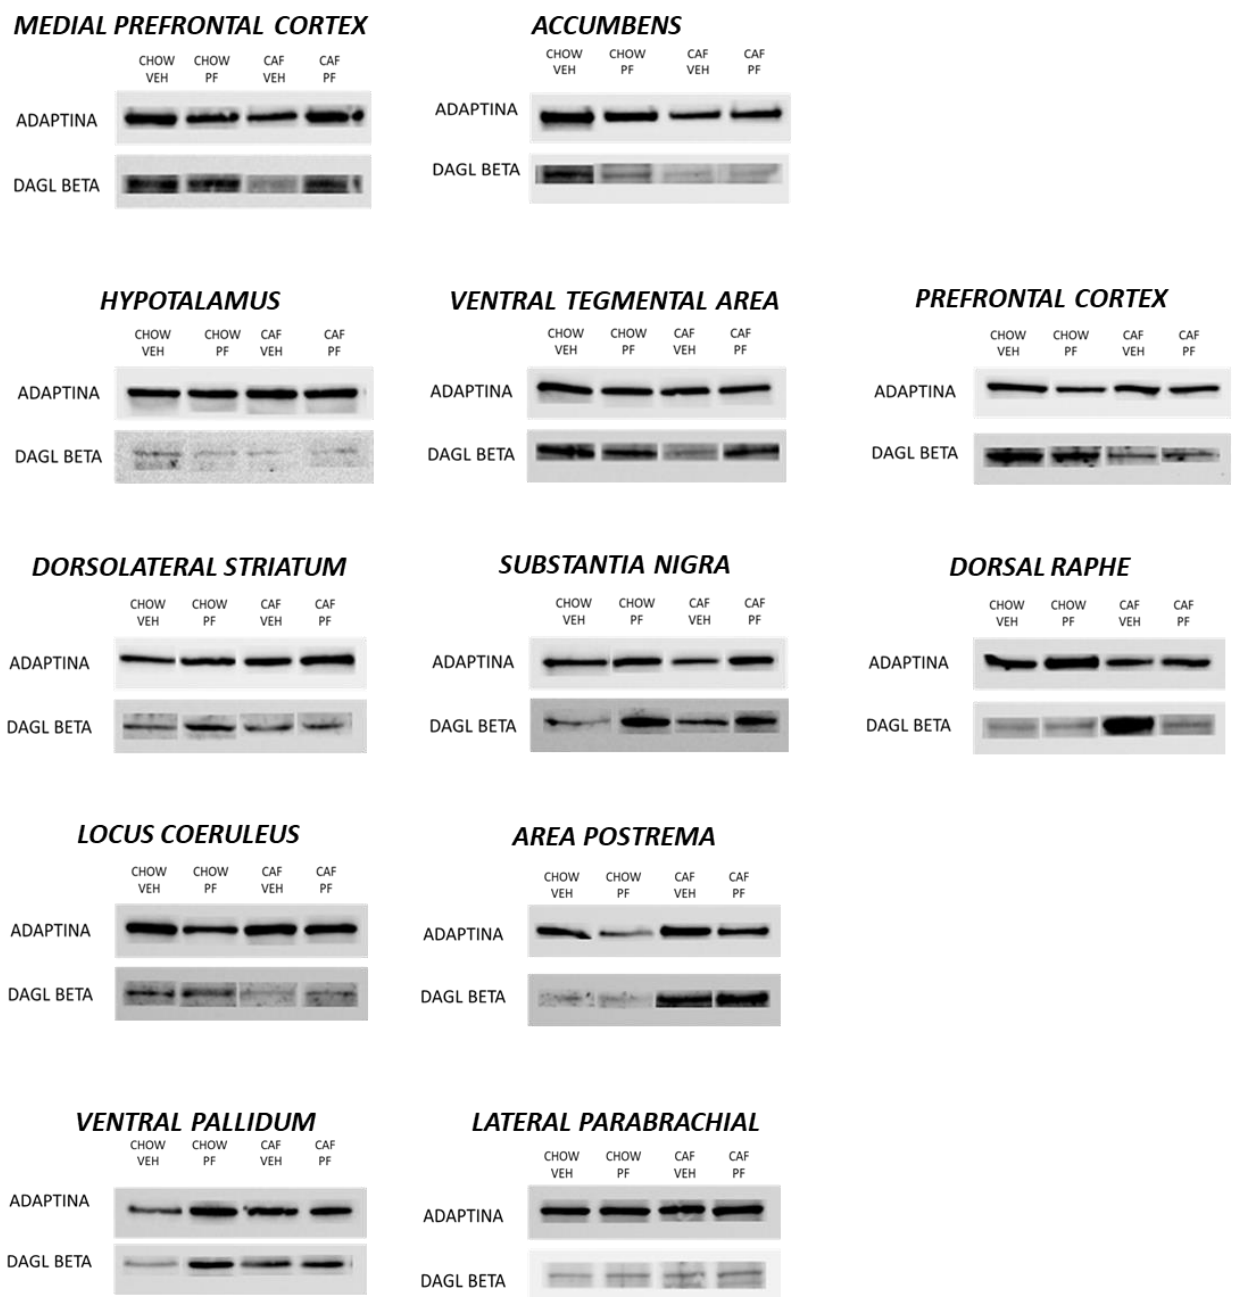 MEDIAL PREFRONTAL CORTEX
CHOW CHOW CAF CAF
VEH PF VEH PF
ADAPTINA
DAGL BETA
ACCUMBENS
CHOW CHOW CAF CAF
VEH PF VEH PF
ADAPTINA
DAGL BETA
HYPOTALAMUS
CHOW CHOW CAF CAF
VEH PF VEH PF
ADAPTINA
DAGL BETA
VENTRAL TEGMENTAL AREA
CHOW CHOW CAF CAF
VEH PF VEH PF
ADAPTINA
DAGL BETA
PREFRONTAL CORTEX
CHOW CHOW CAF CAF
VEH PF VEH PF
ADAPTINA
DAGL BETA
DORSOLATERAL STRIATUM
CHOW CHOW CAF CAF
VEH PF VEH PF
ADAPTINA
DAGL BETA
SUBSTANTIA NIGRA
CHOW CHOW CAF CAF
VEH PF VEH PF
ADAPTINA
DAGL BETA
DORSAL RAPHE
CHOW CHOW CAF CAF
VEH PF VEH PF
ADAPTINA
DAGL BETA
LOCUS COERULEUS
CHOW CHOW CAF CAF
VEH PF VEH PF
ADAPTINA
DAGL BETA
AREA POSTREMA
CHOW CHOW CAF CAF
VEH PF VEH PF
ADAPTINA
DAGL BETA
VENTRAL PALLIDUM
CHOW CHOW CAF CAF
VEH PF VEH PF
ADAPTINA
DAGL BETA
LATERAL PARABRACHIAL
CHOW CHOW CAF CAF
VEH PF VEH PF
ADAPTINA
DAGL BETA